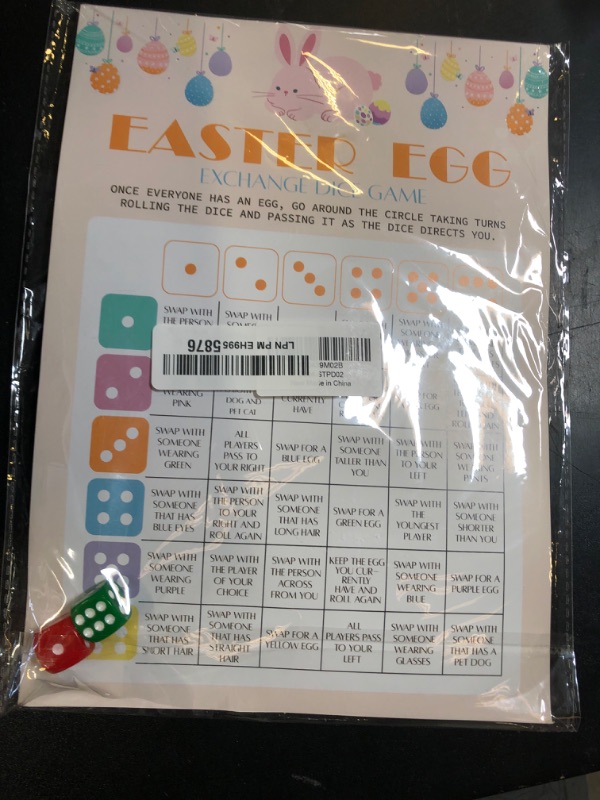 EASTER EGG
EXCHANGE DICE GAME
ONCE EVERYONE HAS AN EGG, GO AROUND THE CIRCLE TAKING TURNS
ROLLING THE DICE AND PASSING IT AS THE DICE DIRECTS YOU.
SWAP WITH
THE PERSON
SWAP WITH
LPN PM EH995 5876
9M02B
in China
WEARING
PINK
DOG AND
PET CAT
CURRENTLY
HAVE
EGG
ROLL AGAIN
SWAP WITH
SOMEONE
WEARING
GREEN
ALL
PLAYERS
PASS TO
YOUR RIGHT
SWAP FOR A
BLUE EGG
SWAP WITH
SOMEONE
TALLER THAN
YOU
SWAP WITH
THE PERSON
TO YOUR
LEFT
SWAP WITH
SOMEONE
WEARING
PANTS
SWAP WITH
SOMEONE
THAT HAS
BLUE EYES
SWAP WITH
THE PERSON
TO YOUR
RIGHT AND
ROLL AGAIN
SWAP WITH
SOMEONE
THAT HAS
LONG HAIR
SWAP FOR A
GREEN EGG
SWAP WITH
THE
YOUNGEST
PLAYER
SWAP WITH
SOMEONE
SHORTER
THAN YOU
SWAP WITH
SOMEONE
WEARING
PURPLE
SWAP WITH
THE PLAYER
OF YOUR
CHOICE
SWAP WITH
THE PERSON
ACROSS
FROM YOU
KEEP THE EGG
YOU CUR-
RENTLY
HAVE AND
ROLL AGAIN
SWAP WITH
SOMEONE
WEARING
BLUE
SWAP FOR A
PURPLE EGG
SWAP WITH
SOMEONE
THAT HAS
SHORT HAIR
SWAP WITH
SOMEONE
THAT HAS
STRAIGHT
HAIR
SWAP FOR A
YELLOW EGG
ALL
PLAYERS PASS
TO YOUR
LEFT
SWAP WITH
SOMEONE
WEARING
GLASSES
SWAP WITH
SOMEONE
THAT HAS A
PET DOG